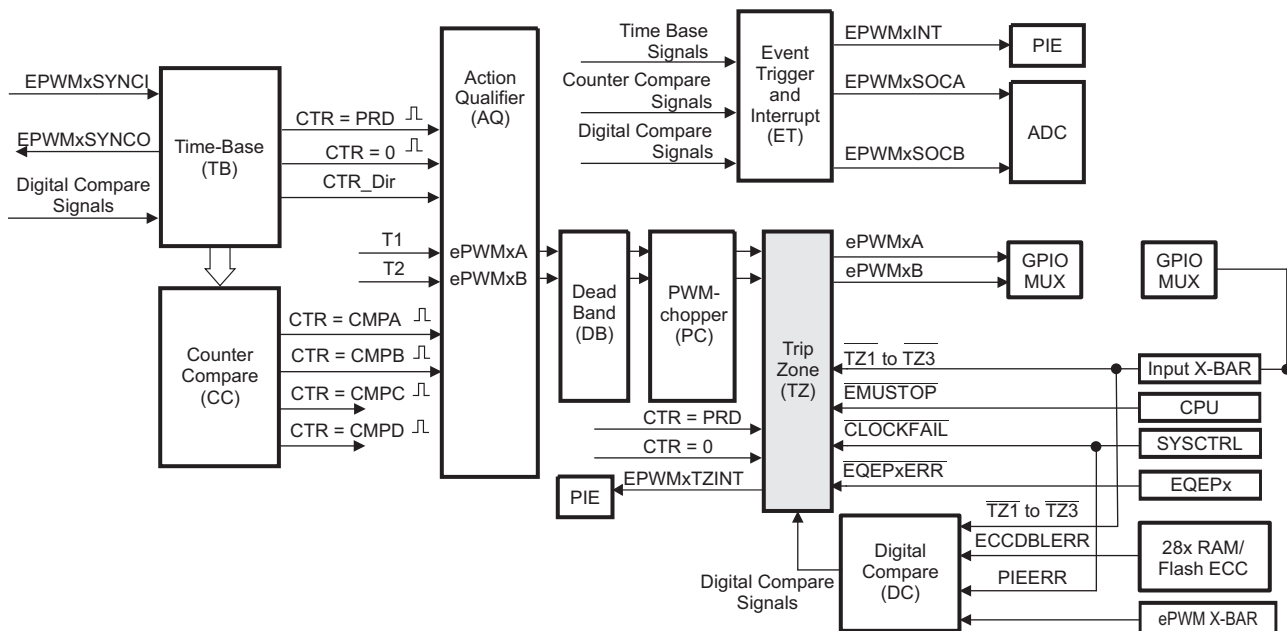 EPWMxSYNCI
EPWMxSYNCO
Digital Compare
Signals
Time-Base
(TB)
CTR = PRD
CTR = 0
CTR_Dir
T1
T2
Counter
Compare
(CC)
CTR = CMPA
CTR = CMPB
CTR = CMPC
CTR = CMPD
Action
Qualifier
(AQ)
ePWMxA
ePWMxB
Time Base
Signals
Counter Compare
Signals
Digital Compare
Signals
Event
Trigger
and
Interrupt
(ET)
EPWMxINT
EPWMxSOCA
EPWMxSOCB
PIE
ADC
Dead
Band
(DB)
PWM-
chopper
(PC)
Trip
Zone
(TZ)
ePWMxA
ePWMxB
GPIO
MUX
GPIO
MUX
TZ1 to TZ3
Input X-BAR
EMUSTOP
CPU
CLOCKFAIL
SYSCTRL
EQEPxERR
EQEPx
CTR = PRD
CTR = 0
EPWMxTZINT
PIE
Digital Compare
Signals
Digital
Compare
(DC)
TZ1 to TZ3
ECCDBLERR
28x RAM/
Flash ECC
PIEERR
ePWM X-BAR